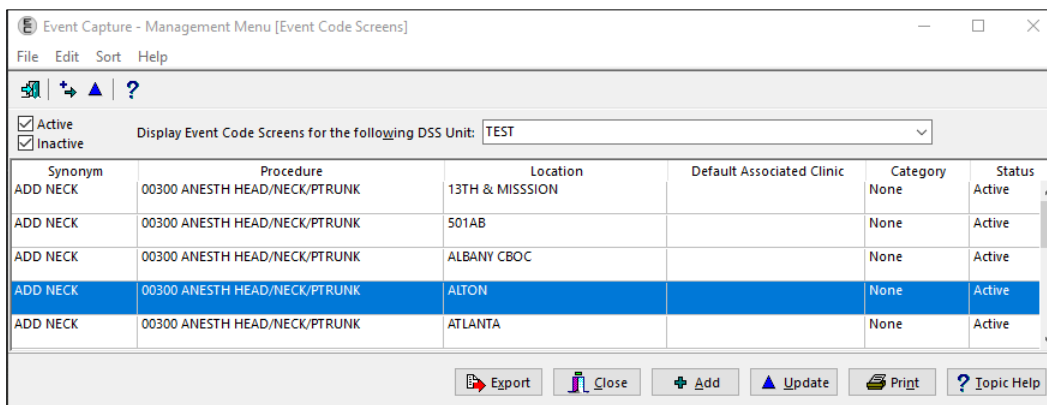 Event Capture - Management Menu [Event Code Screens]
File Edit Sort Help
?
Active
Display Event Code Screens for the following DSS Unit: TEST
Inactive
Synonym Procedure Location Default Associated Clinic Category Status
ADD NECK 00300 ANESTH HEAD/NECK/PTRUNK 13TH & MISSSION None Active
ADD NECK 00300 ANESTH HEAD/NECK/PTRUNK 501AB None Active
ADD NECK 00300 ANESTH HEAD/NECK/PTRUNK ALBANY CBOC None Active
ADD NECK 00300 ANESTH HEAD/NECK/PTRUNK ALTON None Active
ADD NECK 00300 ANESTH HEAD/NECK/PTRUNK ATLANTA None Active
Export Close Add Update Print ? Topic Help